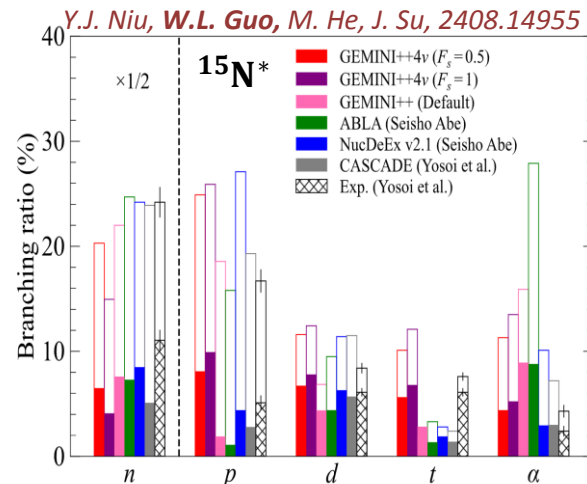 Y.J. Niu, W.L. Guo, M. He, J. Su, 2408.14955
40
30
20
10
0
Branching ratio (%)
×1/2
¹⁵N*
GEMINI++4ν (Fₛ = 0.5)
GEMINI++4ν (Fₛ = 1)
GEMINI++ (Default)
ABLA (Seisho Abe)
NucDeEx v2.1 (Seisho Abe)
CASCADE (Yosoi et al.)
Exp. (Yosoi et al.)
n p d t α